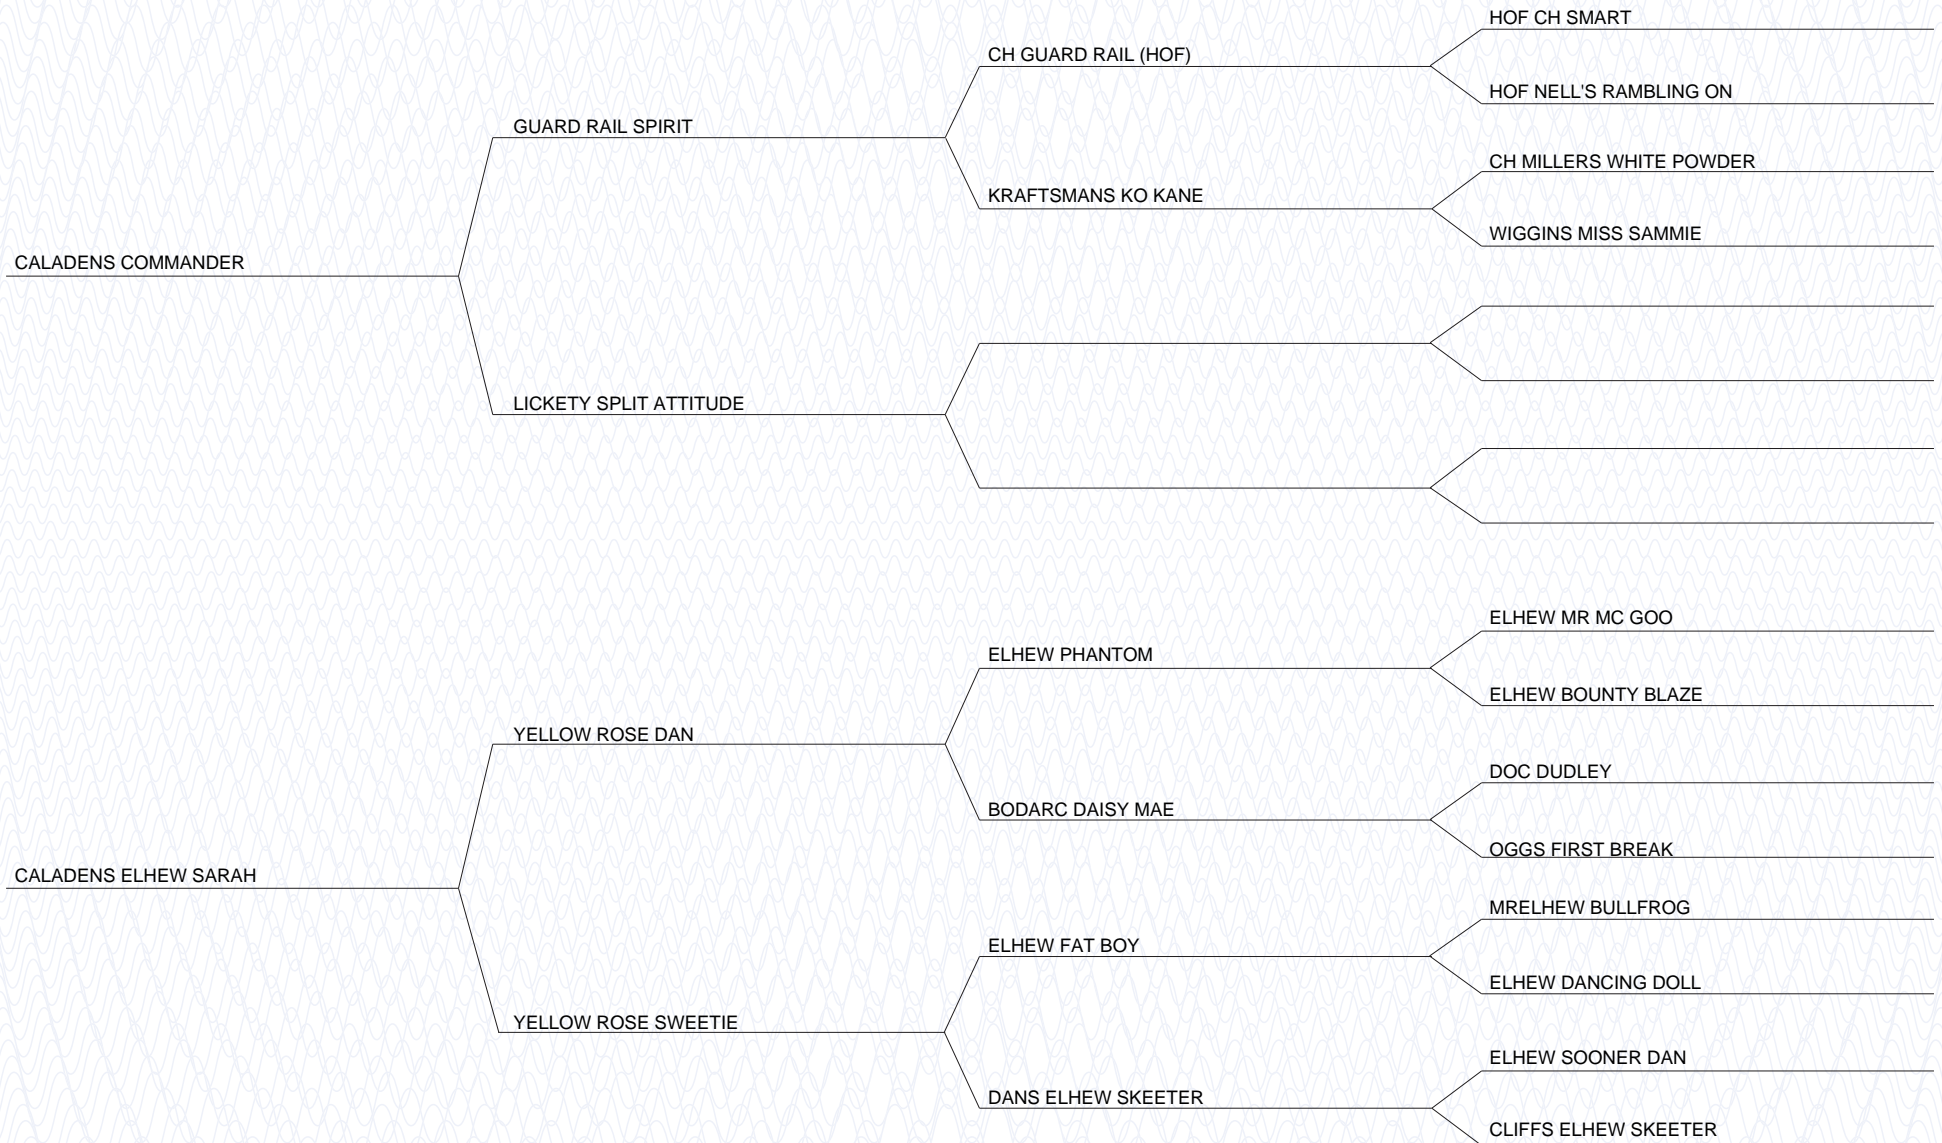 HOF CH SMART
CH GUARD RAIL (HOF)
HOF NELL'S RAMBLING ON
GUARD RAIL SPIRIT
CH MILLERS WHITE POWDER
KRAFTSMANS KO KANE
WIGGINS MISS SAMMIE
CALADENS COMMANDER
LICKETY SPLIT ATTITUDE
ELHEW MR MC GOO
ELHEW PHANTOM
ELHEW BOUNTY BLAZE
YELLOW ROSE DAN
DOC DUDLEY
BODARC DAISY MAE
OGGS FIRST BREAK
CALADENS ELHEW SARAH
MRELHEW BULLFROG
ELHEW FAT BOY
ELHEW DANCING DOLL
YELLOW ROSE SWEETIE
ELHEW SOONER DAN
DANS ELHEW SKEETER
CLIFFS ELHEW SKEETER